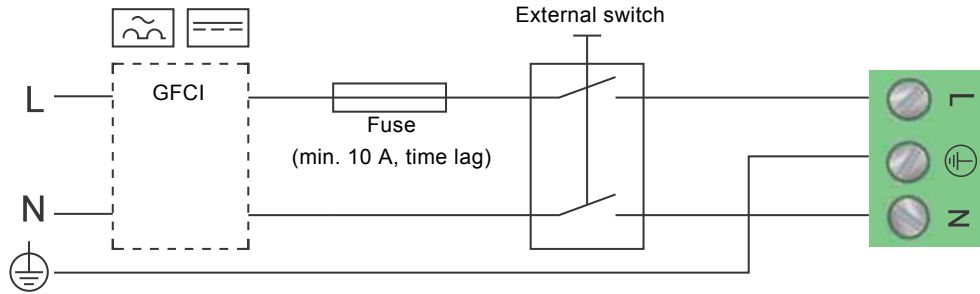 External switch
GFCI
L
Fuse
(min. 10 A, time lag)
N
L
N